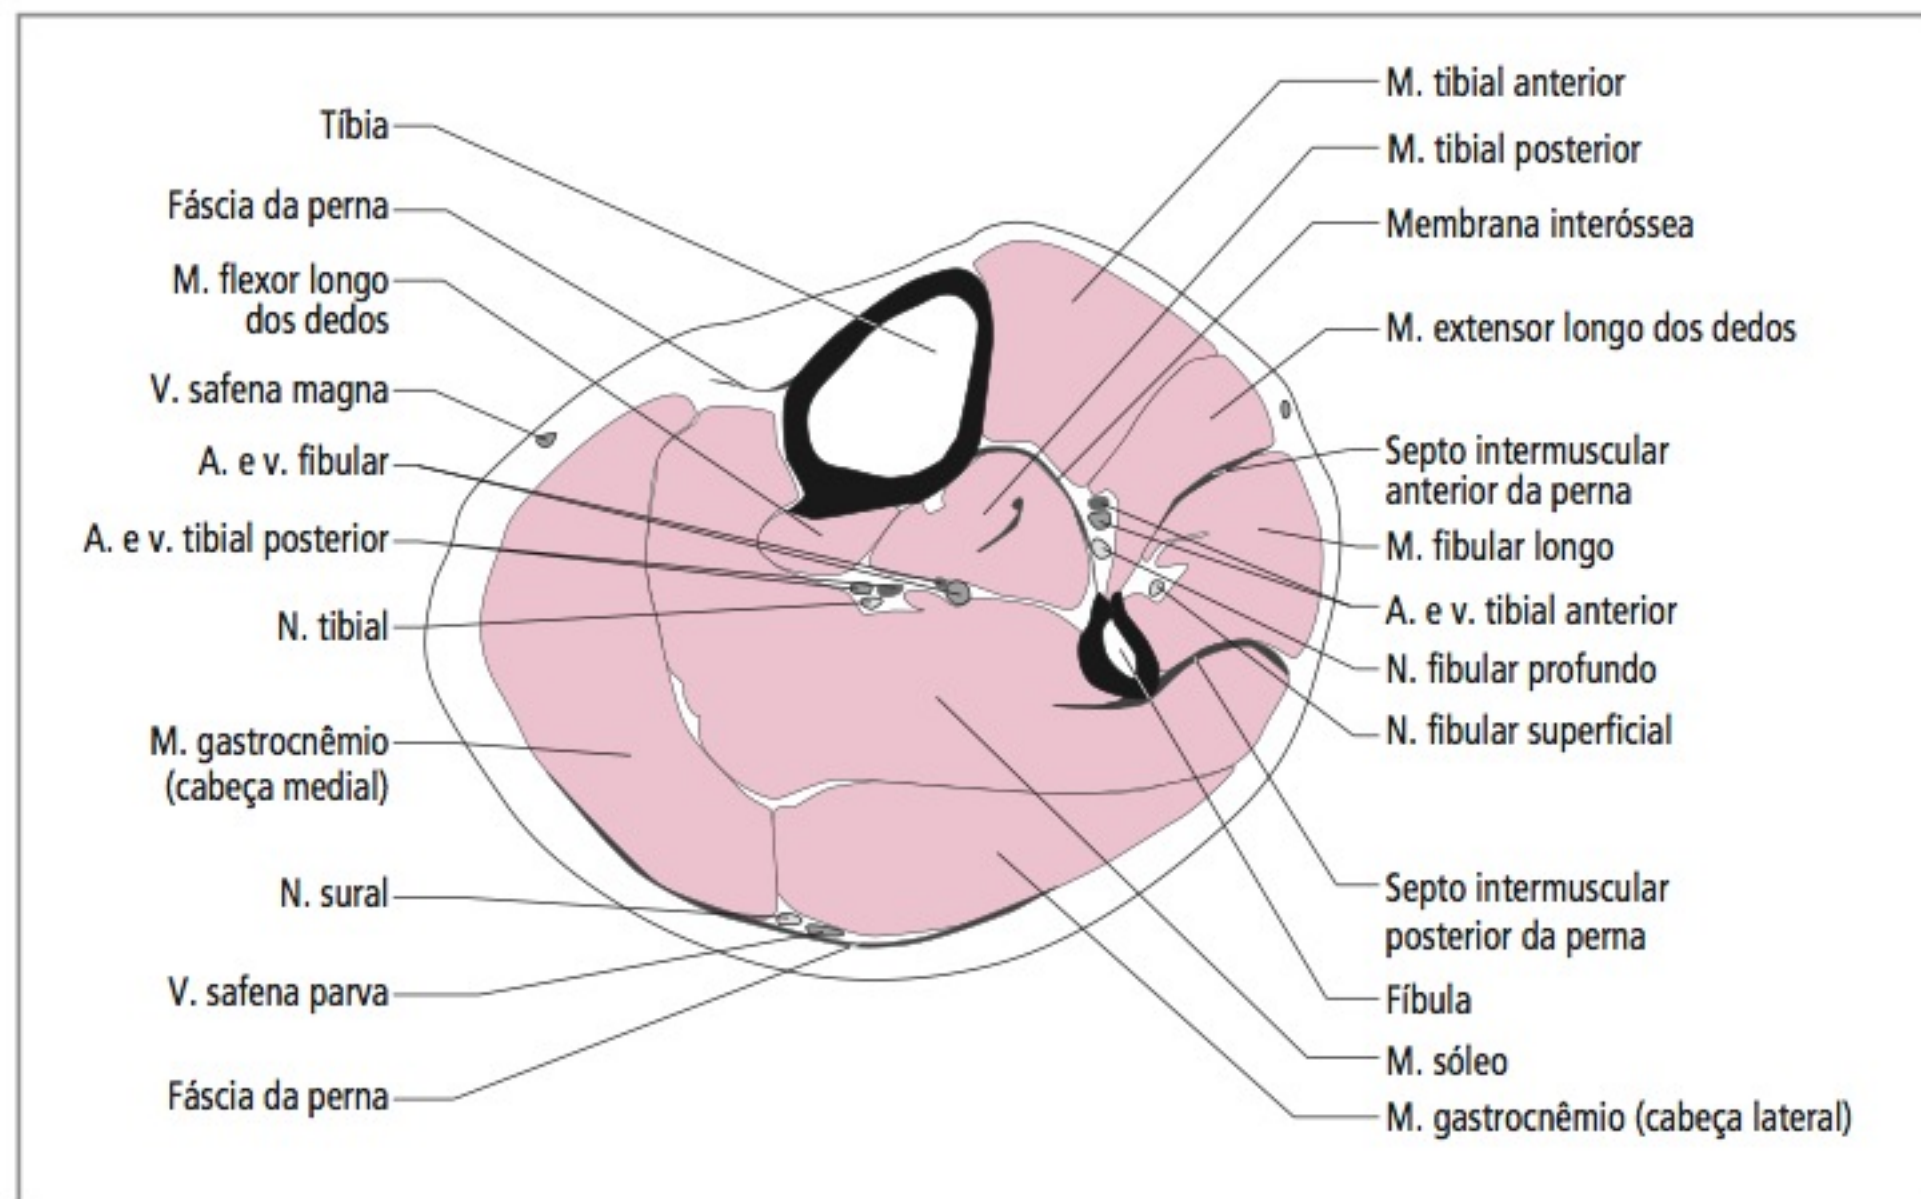 Tíbia
Fáscia da perna
M. flexor longo
dos dedos
V. safena magna
A. e v. fibular
A. e v. tibial posterior
N. tibial
M. gastrocnêmio
(cabeça medial)
N. sural
V. safena parva
Fáscia da perna
M. tibial anterior
M. tibial posterior
Membrana interóssea
M. extensor longo dos dedos
Septo intermuscular
anterior da perna
M. fibular longo
A. e v. tibial anterior
N. fibular profundo
N. fibular superficial
Septo intermuscular
posterior da perna
Fíbula
M. sóleo
M. gastrocnêmio (cabeça lateral)